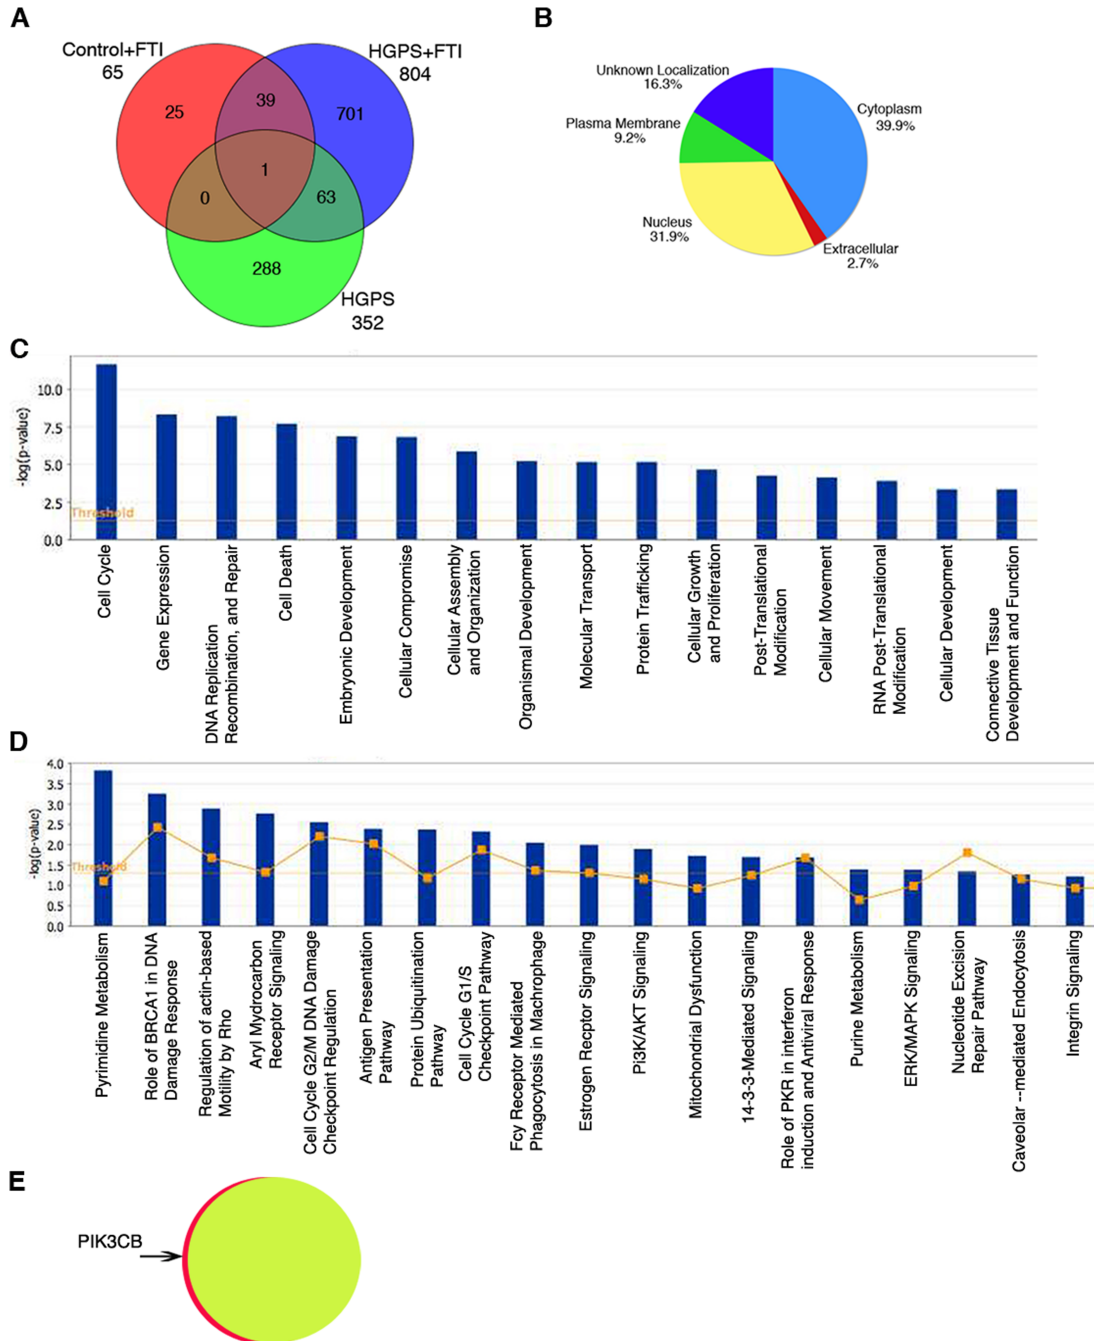 A
Control+FTI
65
HGPS+FTI
804
25
39
701
1
0
63
288
HGPS
352
B
Unknown Localization
16.3%
Plasma Membrane
9.2%
Cytoplasm
39.9%
Nucleus
31.9%
Extracellular
2.7%
C
-log(p-value)
10.0
7.5
5.0
2.5
0.0
Threshold
Cell Cycle
Gene Expression
DNA Replication
Recombination, and Repair
Cell Death
Embryonic Development
Cellular Compromise
Cellular Assembly
and Organization
Organismal Development
Molecular Transport
Protein Trafficking
Cellular Growth
and Proliferation
Post-Translational
Modification
Cellular Movement
RNA Post-Translational
Modification
Cellular Development
Connective Tissue
Development and Function
D
-log(p-value)
4.0
3.5
3.0
2.5
2.0
1.5
1.0
0.5
0.0
Threshold
Pyrimidine Metabolism
Role of BRCA1 in DNA
Damage Response
Regulation of actin-based
Motility by Rho
Aryl Mydrocarbon
Receptor Signaling
Cell Cycle G2/M DNA Damage
Checkpoint Regulation
Antigen Presentation
Pathway
Protein Ubiquitination
Pathway
Cell Cycle G1/S
Checkpoint Pathway
Fcy Receptor Mediated
Phagocytosis in Machrophage
Estrogen Receptor Signaling
Pi3K/AKT Signaling
Mitochondrial Dysfunction
14-3-3-Mediated Signaling
Role of PKR in interferon
induction and Antiviral Response
Purine Metabolism
ERK/MAPK Signaling
Nucleotide Excision
Repair Pathway
Caveolar --mediated Endocytosis
Integrin Signaling
E
PIK3CB